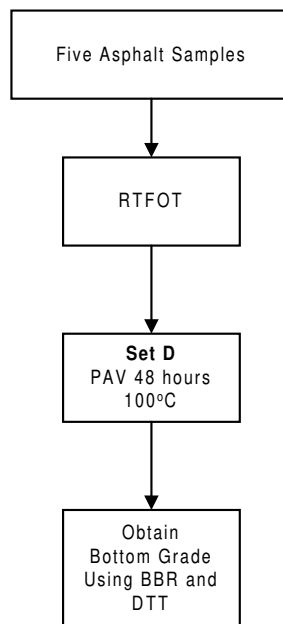 Five Asphalt Samples
RTFOT
Set D
PAV 48 hours
100ºC
Obtain
Bottom Grade
Using BBR and
DTT